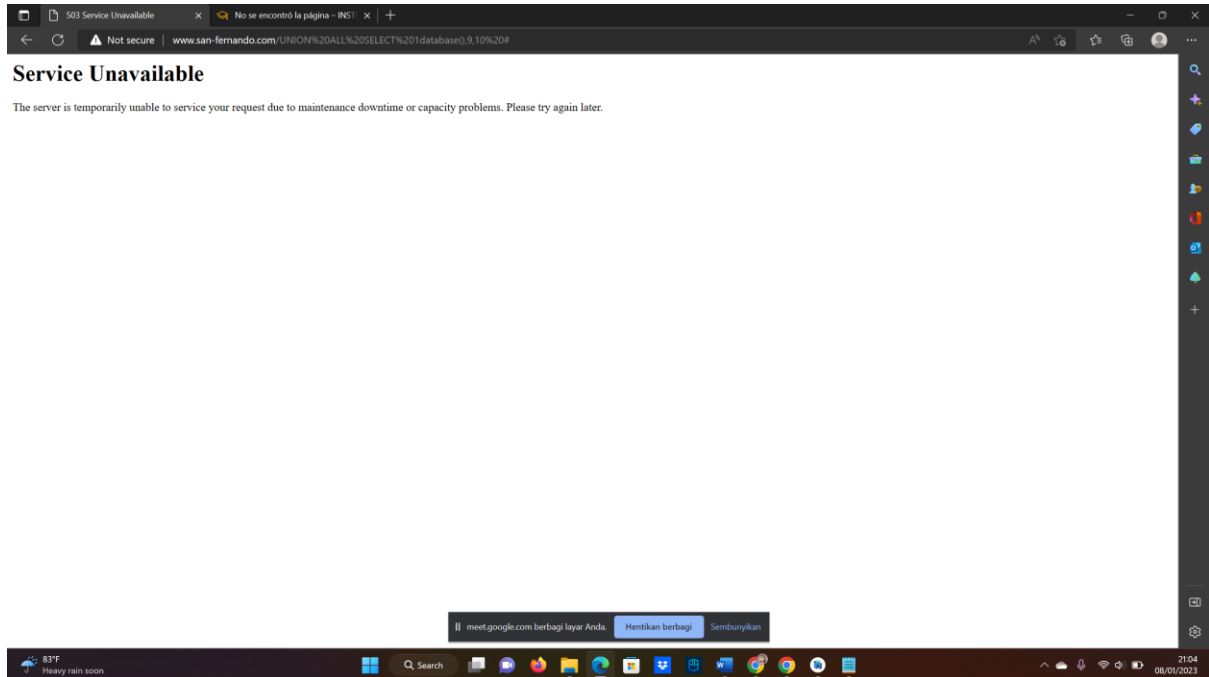 503 Service Unavailable
No se encontró la página – INSTI
Not secure
www.san-fernando.com/UNION%20ALL%20SELECT%201database(),9,10%20#
Service Unavailable
The server is temporarily unable to service your request due to maintenance downtime or capacity problems. Please try again later.
meet.google.com berbagi layar Anda.
Hentikan berbagi
Sembunyikan
83°F
Heavy rain soon
Search
21:04
08/01/2023